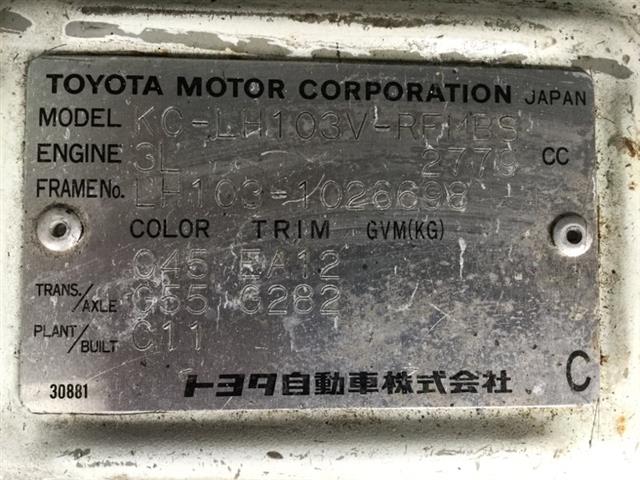 TOYOTA MOTOR CORPORATION JAPAN
MODEL KC-LH103V-REMBS
ENGINE 3L 2779 CC
FRAME No. LH103-1026698
COLOR TRIM GVM(KG)
045 EA12
TRANS./AXLE G55 G282
PLANT/BUILT C11
30881 トヨタ自動車株式会社 C